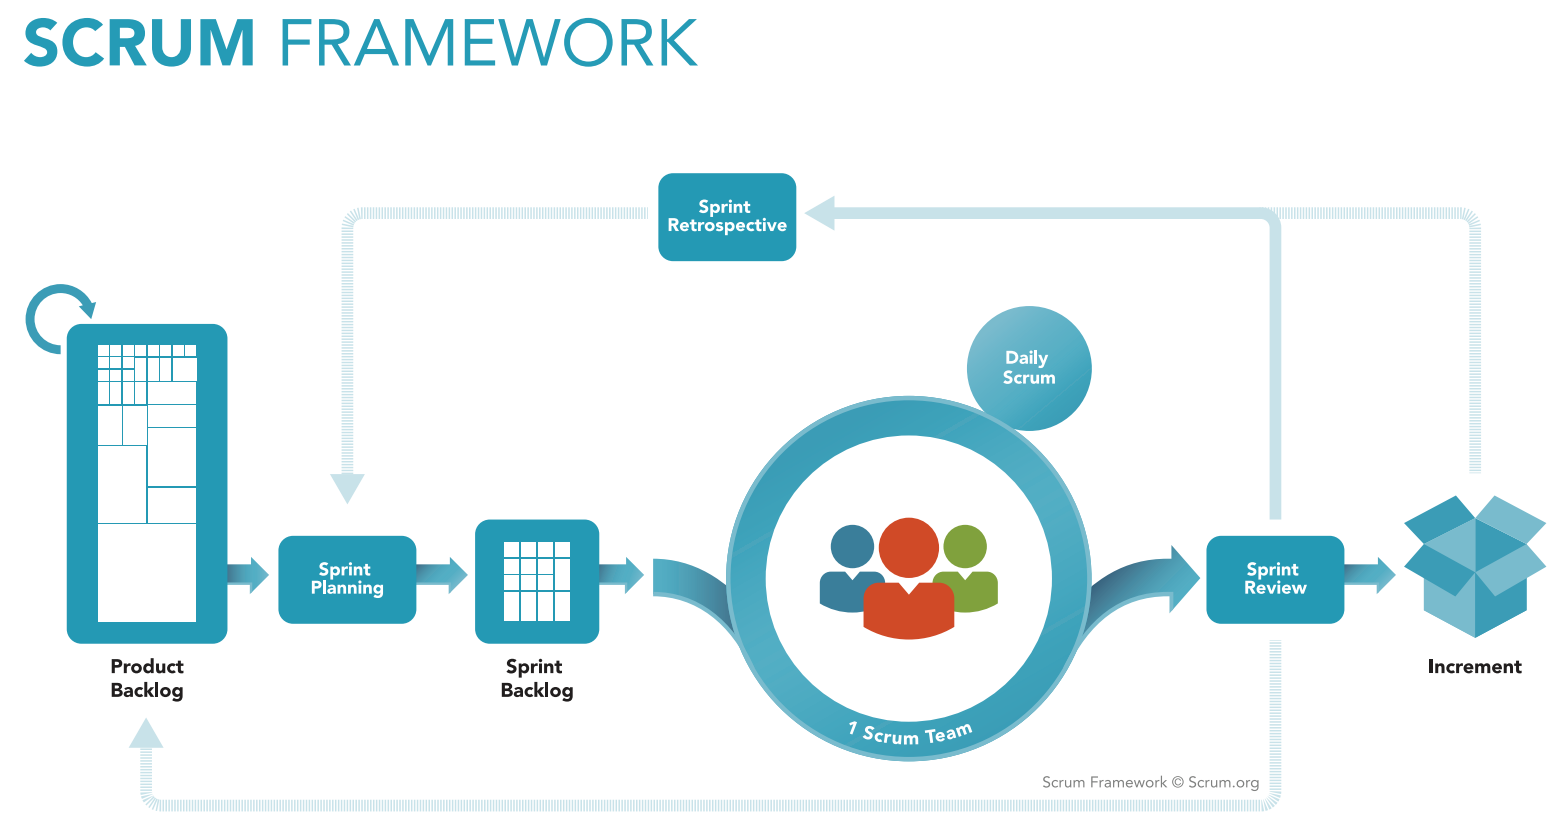 SCRUM FRAMEWORK
Sprint
Retrospective
Daily
Scrum
Sprint
Planning
Sprint
Review
Product
Backlog
Sprint
Backlog
1 Scrum Team
Increment
Scrum Framework © Scrum.org